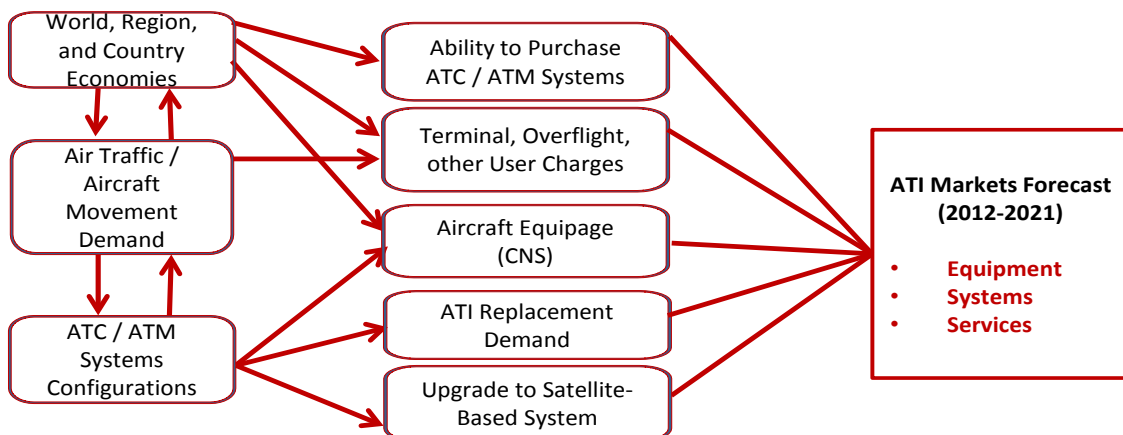 World, Region,
and Country
Economies
Air Traffic /
Aircraft
Movement
Demand
ATC / ATM
Systems
Configurations
Ability to Purchase
ATC / ATM Systems
Terminal, Overflight,
other User Charges
Aircraft Equipage
(CNS)
ATI Replacement
Demand
Upgrade to Satellite-
Based System
ATI Markets Forecast
(2012-2021)
• Equipment
• Systems
• Services